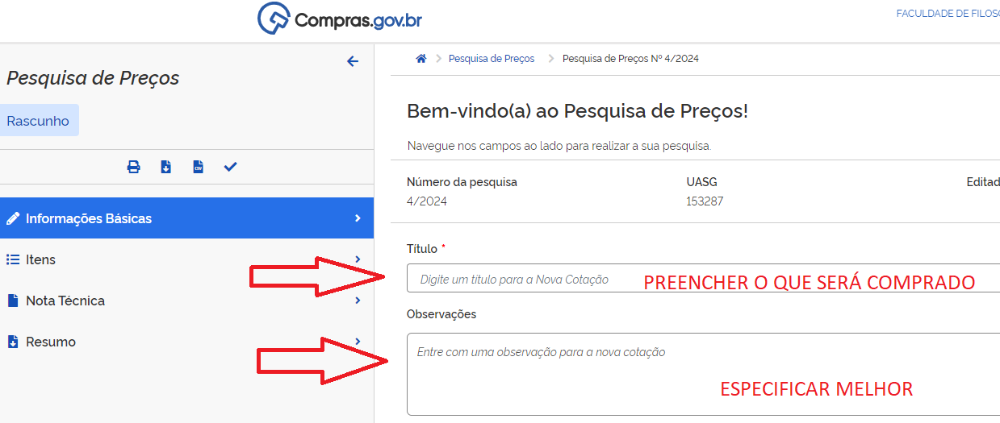 Compras.gov.br
FACULDADE DE FILOS
Pesquisa de Preços
Rascunho
CSV
Informações Básicas
Itens
Nota Técnica
Resumo
Pesquisa de Preços
Pesquisa de Preços Nº 4/2024
Bem-vindo(a) ao Pesquisa de Preços!
Navegue nos campos ao lado para realizar a sua pesquisa.
Número da pesquisa
UASG
Editad
4/2024
153287
Título *
Digite um título para a Nova Cotação
PREENCHER O QUE SERÁ COMPRADO
Observações
Entre com uma observação para a nova cotação
ESPECIFICAR MELHOR